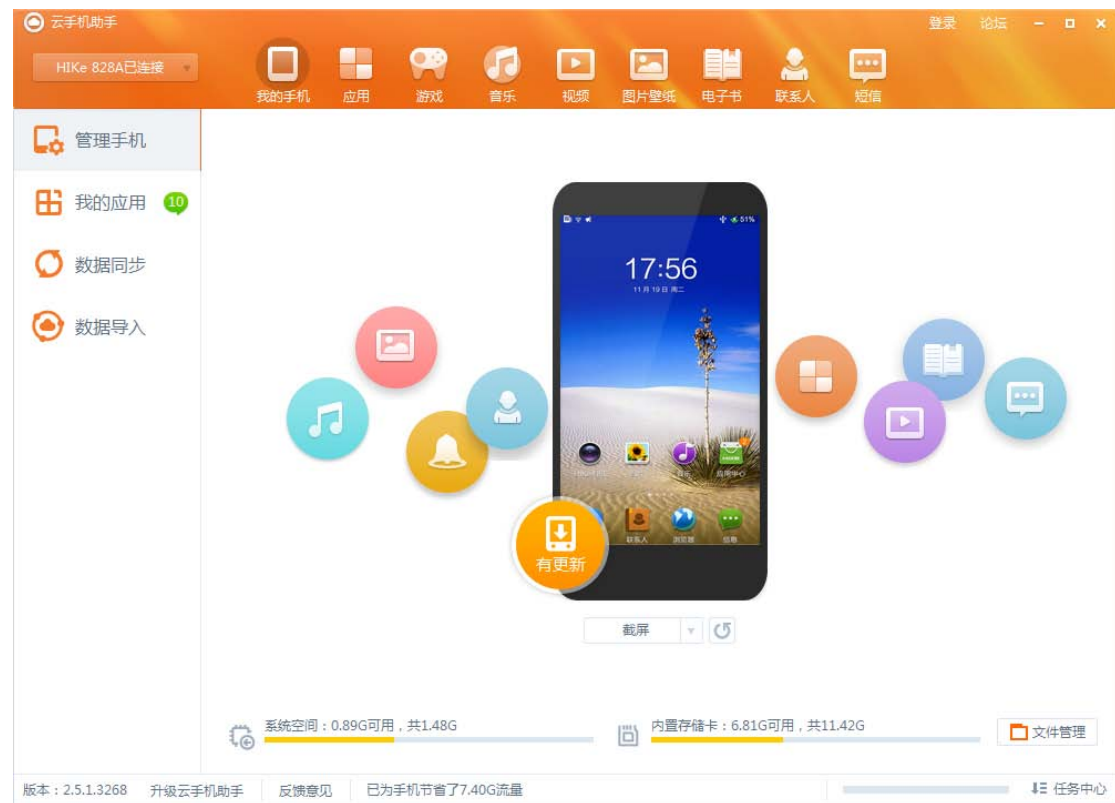 云手机助手
登录 论坛
HIKe 828A已连接
我的手机 应用 游戏 音乐 视频 图片壁纸 电子书 联系人 短信
管理手机
我的应用 10
数据同步
数据导入
51%
17:56
11月19日 周二
音乐 应用中心
联系人 浏览器 信息
有更新
截屏
系统空间：0.89G可用，共1.48G
内置存储卡：6.81G可用，共11.42G
文件管理
版本：2.5.1.3268 升级云手机助手 反馈意见 已为手机节省了7.40G流量 任务中心